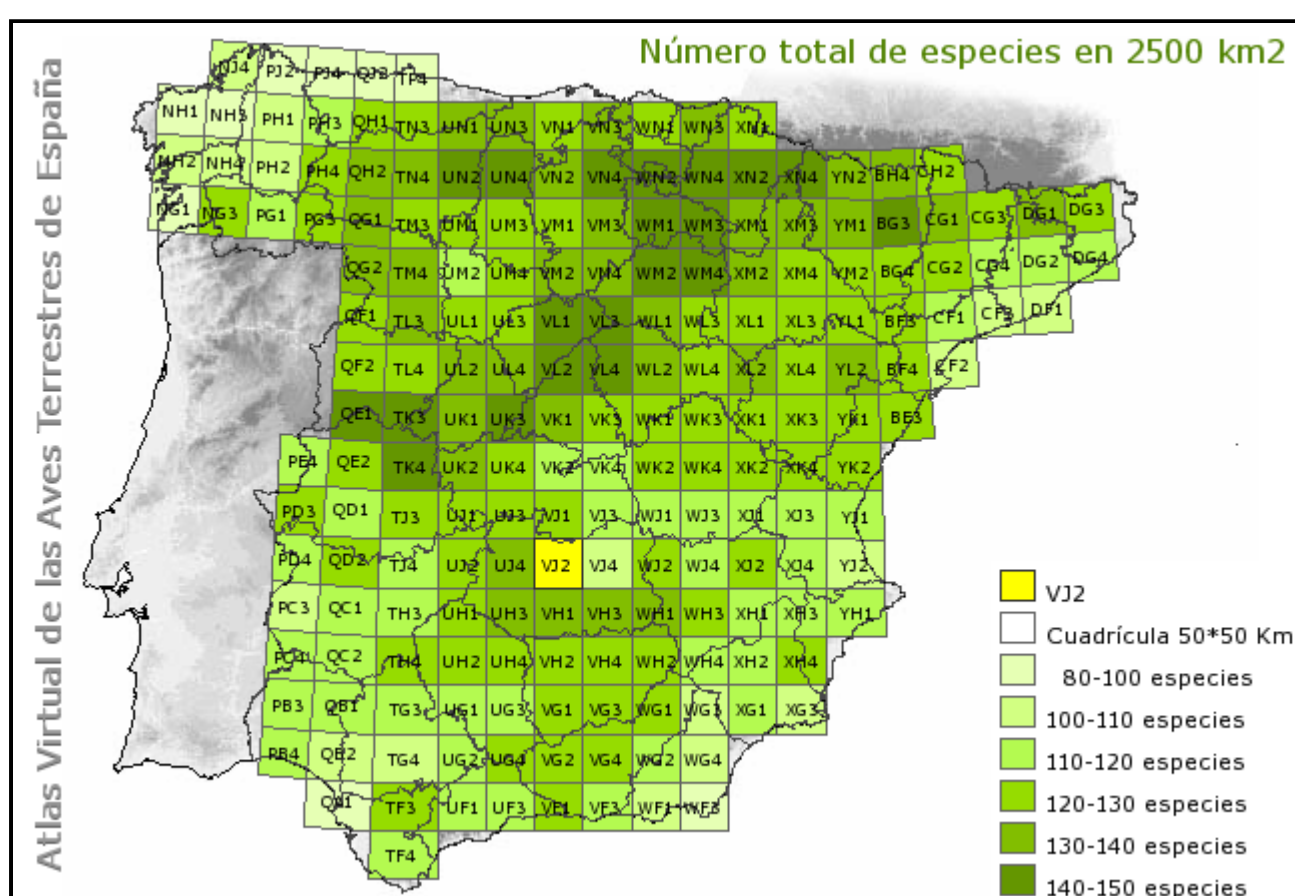 Número total de especies en 2500 km2
Atlas Virtual de las Aves Terrestres de España
NJ4 PJ2 PJ4 QJ2 TP4
NH1 NH3 PH1 PH3 QH1 TN3 UN1 UN3 VN1 VN3 WN1 WN3 XN1
NH2 NH4 PH2 PH4 QH2 TN4 UN2 UN4 VN2 VN4 WN2 WN4 XN2 XN4 YN2 BH4 CH2
NG1 NG3 PG1 PG3 QG1 TM3 UM1 UM3 VM1 VM3 WM1 WM3 XM1 XM3 YM1 BG3 CG1 CG3 DG1 DG3
QG2 TM4 UM2 UM4 VM2 VN4 WM2 WM4 XM2 XM4 YM2 BG4 CG2 CG4 DG2 DG4
QF1 TL3 UL1 UL3 VL1 VL3 WL1 WL3 XL1 XL3 YL1 BF3 CF1 CF3 DF1
QF2 TL4 UL2 UL4 VL2 VL4 WL2 WL4 XL2 XL4 YL2 BF4 CF2
QE1 TK3 UK1 UK3 VK1 VK3 WK1 WK3 XK1 XK3 YK1 BE3
PE4 QE2 TK4 UK2 UK4 VK2 VK4 WK2 WK4 XK2 XK4 YK2
PD3 QD1 TJ3 UJ1 UJ3 VJ1 VJ3 WJ1 WJ3 XJ1 XJ3 YJ1
PD4 QD2 TJ4 UJ2 UJ4 VJ2 VJ4 WJ2 WJ4 XJ2 XJ4 YJ2
PC3 QC1 TH3 UH1 UH3 VH1 VH3 WH1 WH3 XH1 XH3 YH1
PC4 QC2 TH4 UH2 UH4 VH2 VH4 WH2 WH4 XH2 XH4
PB3 QB1 TG3 UG1 UG3 VG1 VG3 WG1 WG3 XG1 XG3
PB4 QB2 TG4 UG2 UG4 VG2 VG4 WG2 WG4
QA1 TF3 UF1 UF3 VF1 VF3 WF1 WF3
TF4
VJ2
Cuadrícula 50*50 Km
80-100 especies
100-110 especies
110-120 especies
120-130 especies
130-140 especies
140-150 especies